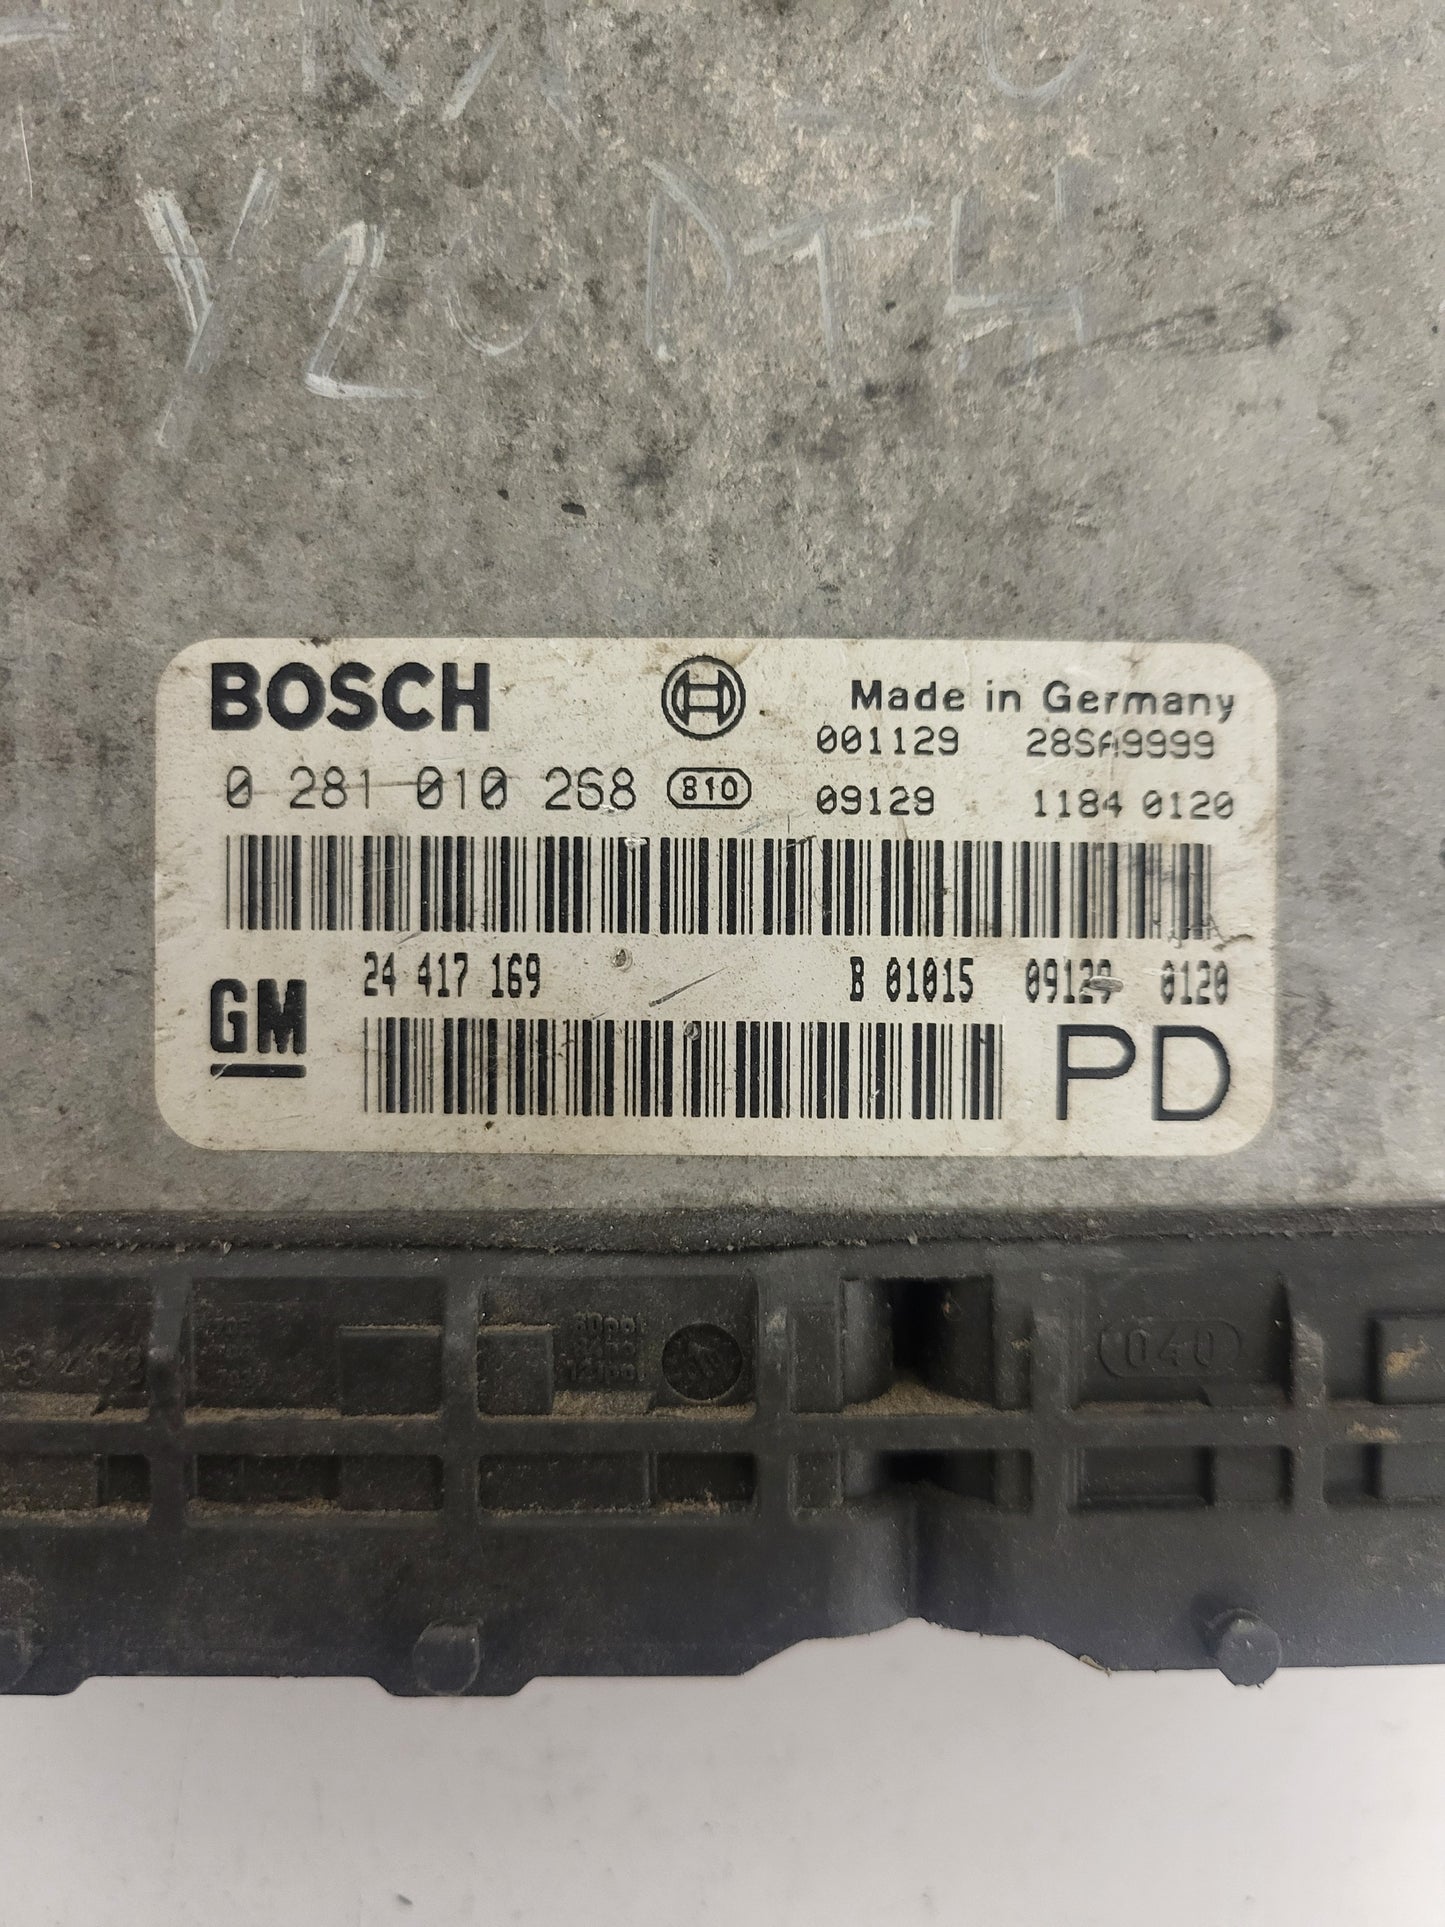 Y20DTH
BOSCH Made in Germany
001129 28SA9999
0 281 010 268 810 09129 1184 0120
24 417 169 B 01015 09129 0120
GM PD
040